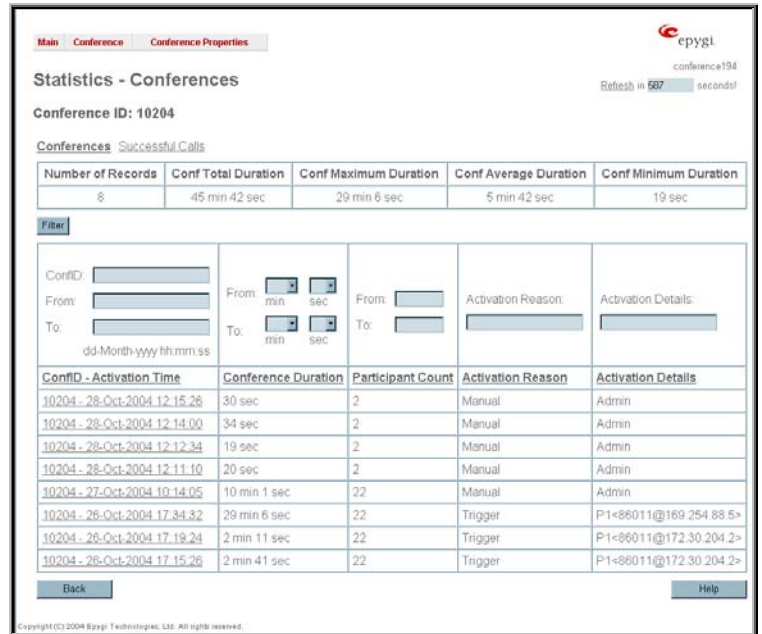 Main Conference Conference Properties
epygi
conference194
Statistics - Conferences
Refresh in 587 seconds!
Conference ID: 10204
Conferences Successful Calls
Number of Records Conf Total Duration Conf Maximum Duration Conf Average Duration Conf Minimum Duration
8 45 min 42 sec 29 min 6 sec 5 min 42 sec 19 sec
Filter
ConfID:
From:
To:
dd-Month-yyyy hh:mm:ss
From: min sec
To: min sec
From:
To:
Activation Reason:
Activation Details:
ConfID - Activation Time Conference Duration Participant Count Activation Reason Activation Details
10204 - 28-Oct-2004 12:15:26 30 sec 2 Manual Admin
10204 - 28-Oct-2004 12:14:00 34 sec 2 Manual Admin
10204 - 28-Oct-2004 12:12:34 19 sec 2 Manual Admin
10204 - 28-Oct-2004 12:11:10 20 sec 2 Manual Admin
10204 - 27-Oct-2004 10:14:05 10 min 1 sec 22 Manual Admin
10204 - 26-Oct-2004 17:34:32 29 min 6 sec 22 Trigger P1<86011@169.254.88.5>
10204 - 26-Oct-2004 17:19:24 2 min 11 sec 22 Trigger P1<86011@172.30.204.2>
10204 - 26-Oct-2004 17:15:26 2 min 41 sec 22 Trigger P1<86011@172.30.204.2>
Back Help
Copyright (C) 2004 Epygi Technologies, Ltd. All rights reserved.